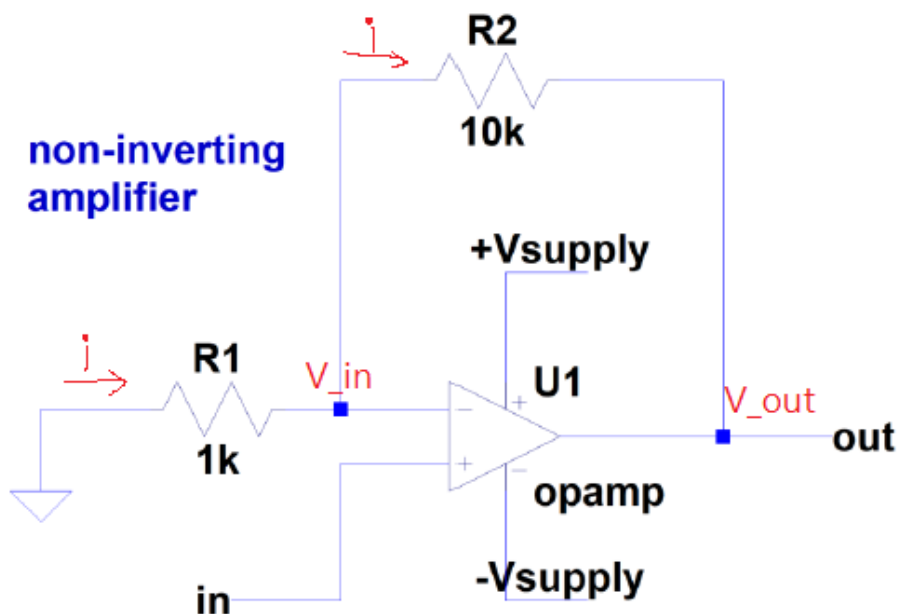 i
R2
10k
non-inverting
amplifier
+Vsupply
i
R1
V_in
1k
−
+
U1
+
V_out
out
opamp
−
in
-Vsupply